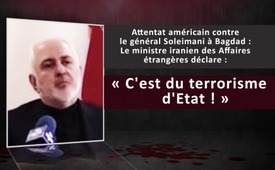 Attentat américain contre
le général Soleimani à Bagdad :
Le ministre iranien des Affaires
étrangères déclare :
« C'est du terrorisme
d'Etat ! »